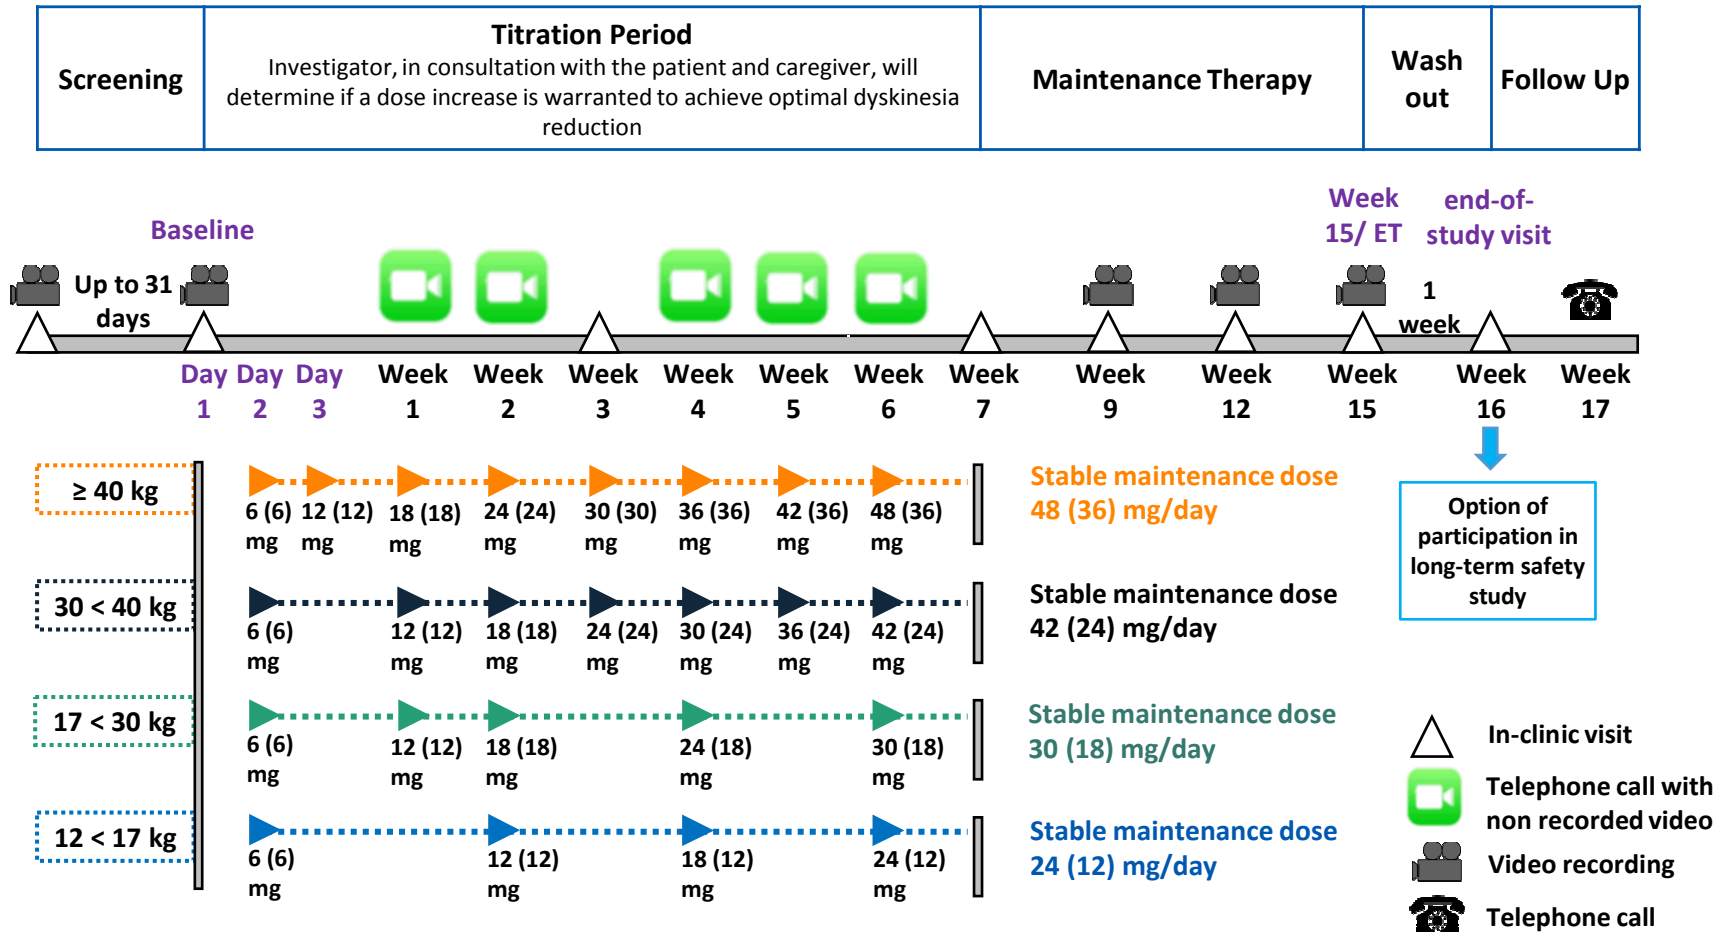 Screening
Titration Period
Investigator, in consultation with the patient and caregiver, will
determine if a dose increase is warranted to achieve optimal dyskinesia
reduction
Maintenance Therapy
Wash
out
Follow Up
Baseline
Week
15/ ET
end-of-
study visit
Up to 31
days
1
week
Day
1
Day
2
Day
3
Week
1
Week
2
Week
3
Week
4
Week
5
Week
6
Week
7
Week
9
Week
12
Week
15
Week
16
Week
17
≥ 40 kg
6 (6)
mg
12 (12)
mg
18 (18)
mg
24 (24)
mg
30 (30)
mg
36 (36)
mg
42 (36)
mg
48 (36)
mg
Stable maintenance dose
48 (36) mg/day
30 < 40 kg
6 (6)
mg
12 (12)
mg
18 (18)
mg
24 (24)
mg
30 (24)
mg
36 (24)
mg
42 (24)
mg
Stable maintenance dose
42 (24) mg/day
17 < 30 kg
6 (6)
mg
12 (12)
mg
18 (18)
mg
24 (18)
mg
30 (18)
mg
Stable maintenance dose
30 (18) mg/day
12 < 17 kg
6 (6)
mg
12 (12)
mg
18 (12)
mg
24 (12)
mg
Stable maintenance dose
24 (12) mg/day
Option of
participation in
long-term safety
study
In-clinic visit
Telephone call with
non recorded video
Video recording
Telephone call